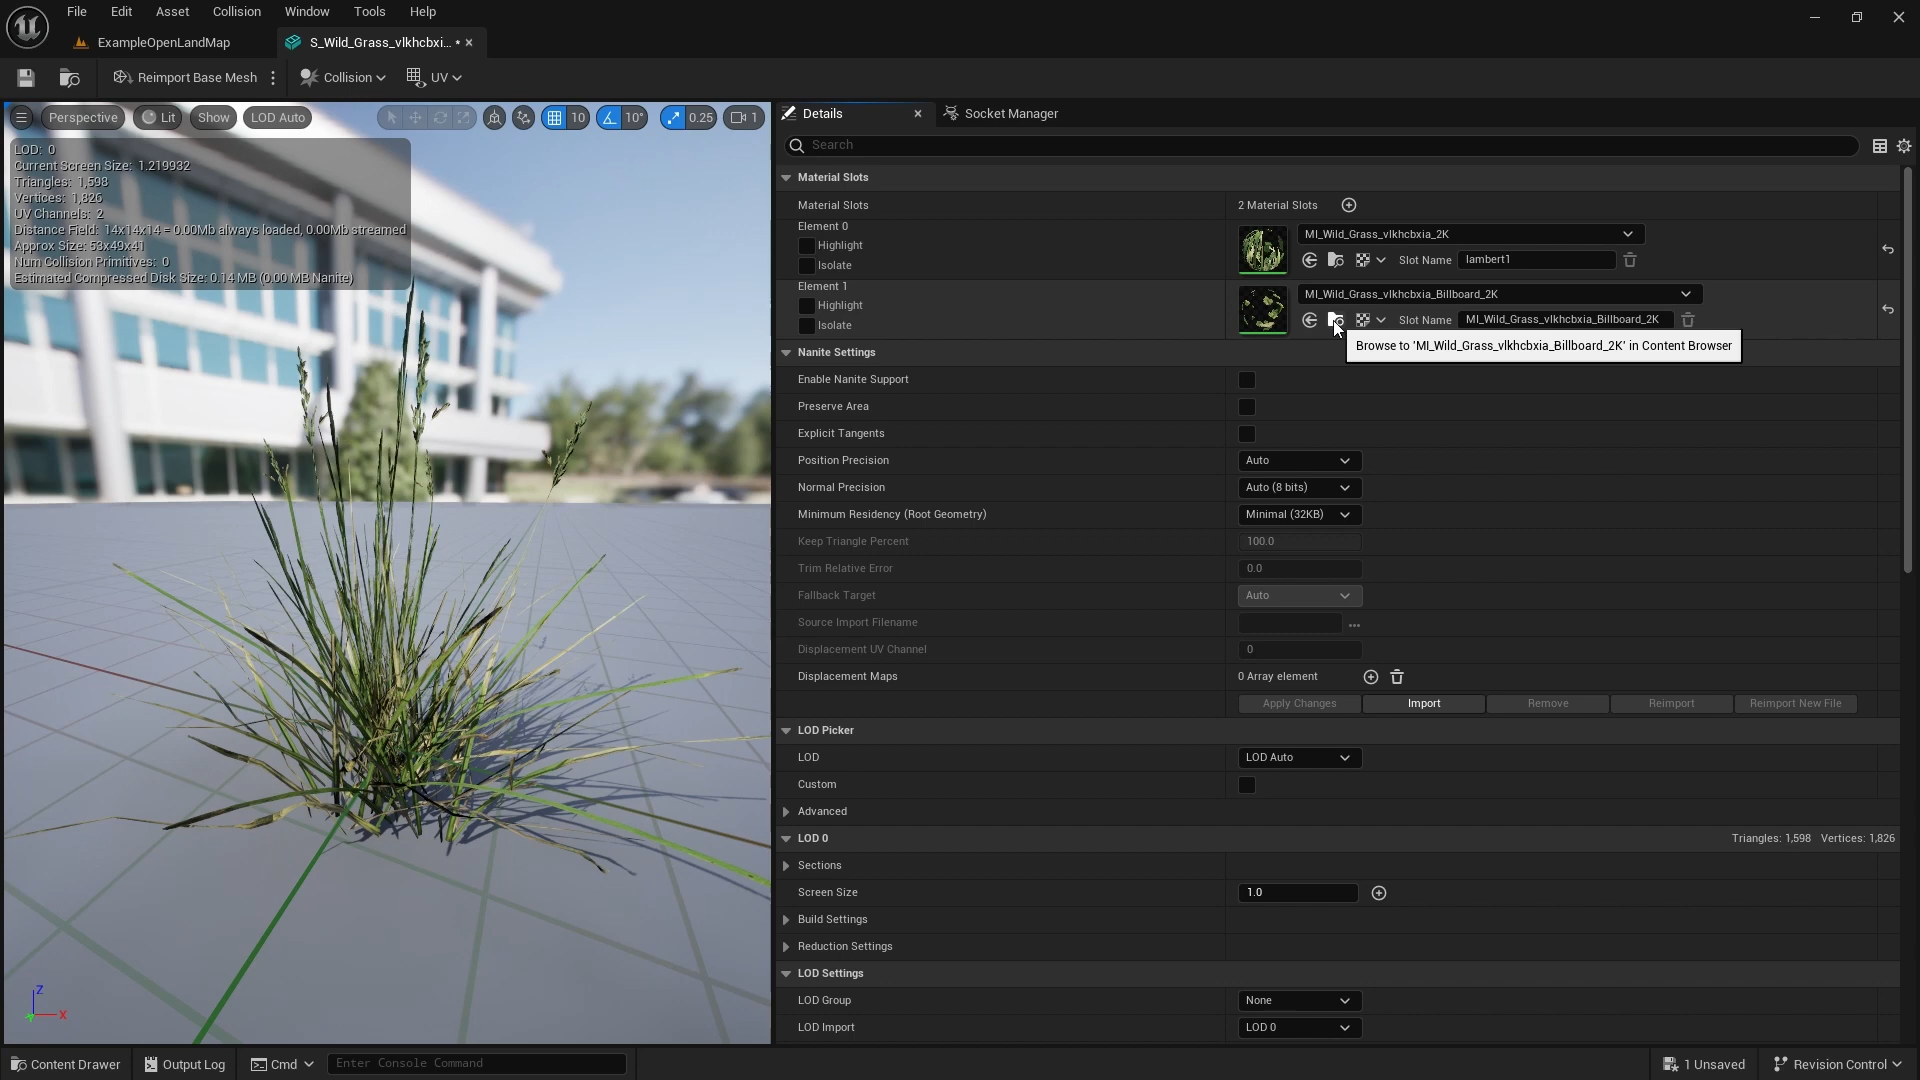 File Edit Asset Collision Window Tools Help
ExampleOpenLandMap
S_Wild_Grass_vlkhcbxi... *
Reimport Base Mesh
Collision
UV
Perspective
Lit
Show
LOD Auto
10
10°
0.25
1
LOD: 0
Current Screen Size: 1.219932
Triangles: 1,598
Vertices: 1,826
UV Channels: 2
Distance Field: 14x14x14 = 0.00Mb always loaded, 0.00Mb streamed
Approx Size: 53x49x41
Num Collision Primitives: 0
Estimated Compressed Disk Size: 0.14 MB (0.00 MB Nanite)
Z
X
Details
Socket Manager
Search
Material Slots
Material Slots 2 Material Slots
Element 0
Highlight
Isolate
MI_Wild_Grass_vlkhcbxia_2K
Slot Name lambert1
Element 1
Highlight
Isolate
MI_Wild_Grass_vlkhcbxia_Billboard_2K
Slot Name MI_Wild_Grass_vlkhcbxia_Billboard_2K
Browse to 'MI_Wild_Grass_vlkhcbxia_Billboard_2K' in Content Browser
Nanite Settings
Enable Nanite Support
Preserve Area
Explicit Tangents
Position Precision Auto
Normal Precision Auto (8 bits)
Minimum Residency (Root Geometry) Minimal (32KB)
Keep Triangle Percent 100.0
Trim Relative Error 0.0
Fallback Target Auto
Source Import Filename ...
Displacement UV Channel 0
Displacement Maps 0 Array element
Apply Changes Import Remove Reimport Reimport New File
LOD Picker
LOD LOD Auto
Custom
Advanced
LOD 0 Triangles: 1,598 Vertices: 1,826
Sections
Screen Size 1.0
Build Settings
Reduction Settings
LOD Settings
LOD Group None
LOD Import LOD 0
Content Drawer
Output Log
Cmd
Enter Console Command
1 Unsaved
Revision Control